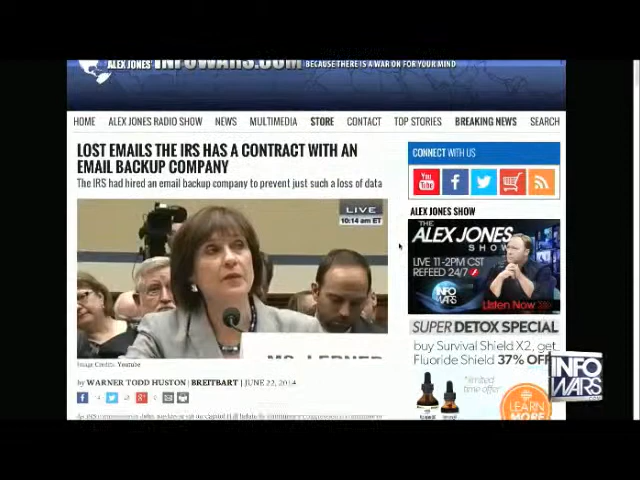 ALEX JONES' INFOWARS.COM BECAUSE THERE IS A WAR ON FOR YOUR MIND
HOME ALEX JONES RADIO SHOW NEWS MULTIMEDIA STORE CONTACT TOP STORIES BREAKING NEWS SEARCH
LOST EMAILS THE IRS HAS A CONTRACT WITH AN
EMAIL BACKUP COMPANY
The IRS had hired an email backup company to prevent just such a loss of data
LIVE
10:14 am ET
MS. LERNER
Image Credits: Youtube
by WARNER TODD HUSTON | BREITBART | JUNE 22, 2014
CONNECT WITH US
You
Tube
ALEX JONES SHOW
THE
ALEX JONES
SHOW
LIVE 11-2PM CST
REFEED 24/7
INFO
WARS
Listen Now
SUPER DETOX SPECIAL
buy Survival Shield X2, get
Fluoride Shield 37% OFF
*limited
time offer
LEARN
MORE
INFO
WARS
.com